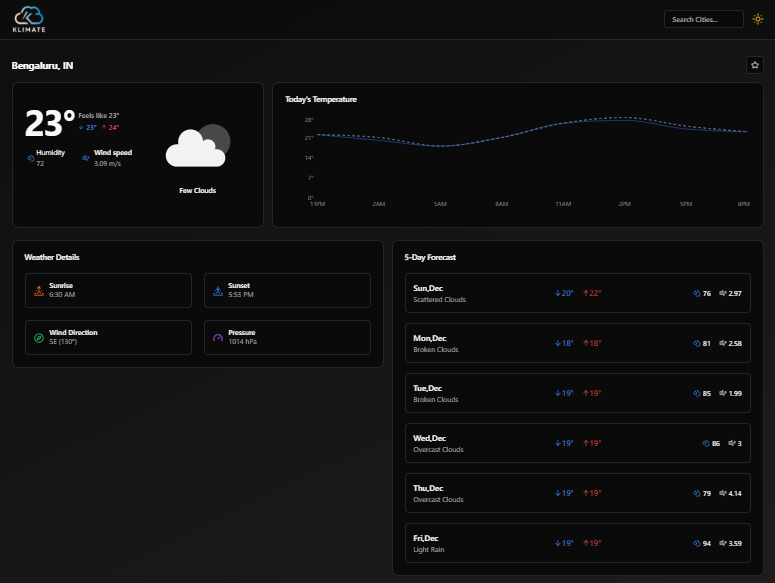 KLIMATE
Search Cities...
Bengaluru, IN
23°
Feels like 23°
23° 24°
Humidity
72
Wind speed
3.09 m/s
Few Clouds
Today's Temperature
28°
21°
14°
7°
0°
11PM 2AM 5AM 8AM 11AM 2PM 5PM 8PM
Weather Details
Sunrise
6:30 AM
Sunset
5:53 PM
Wind Direction
SE (130°)
Pressure
1014 hPa
5-Day Forecast
Sun,Dec
Scattered Clouds
20° 22°
76 2.97
Mon,Dec
Broken Clouds
18° 18°
81 2.58
Tue,Dec
Broken Clouds
19° 19°
85 1.99
Wed,Dec
Overcast Clouds
19° 19°
86 3
Thu,Dec
Overcast Clouds
19° 19°
79 4.14
Fri,Dec
Light Rain
19° 19°
94 3.59